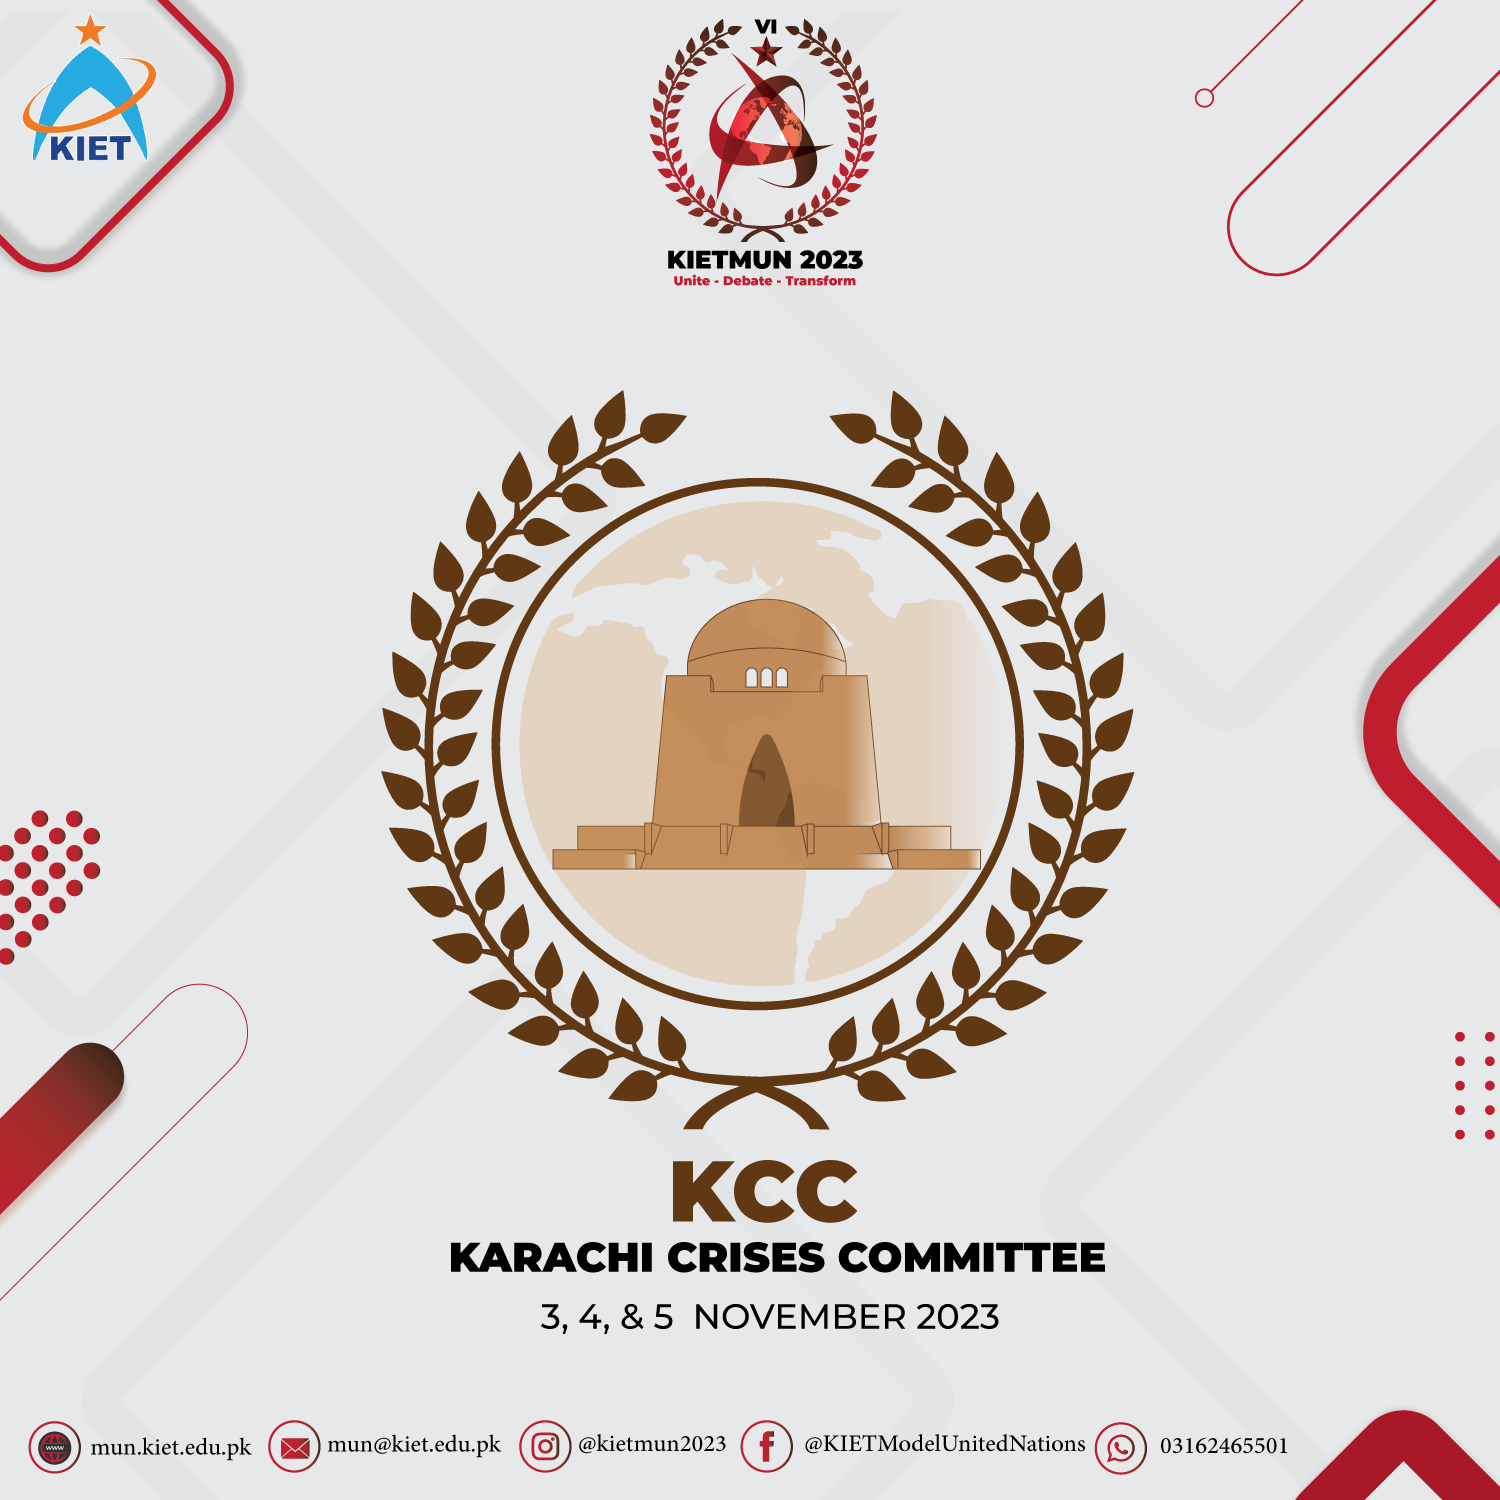 KIET
VI
KIETMUN 2023
Unite - Debate - Transform
KCC
KARACHI CRISES COMMITTEE
3, 4, & 5 NOVEMBER 2023
www
mun.kiet.edu.pk
mun@kiet.edu.pk
@kietmun2023
@KIETModelUnitedNations
03162465501